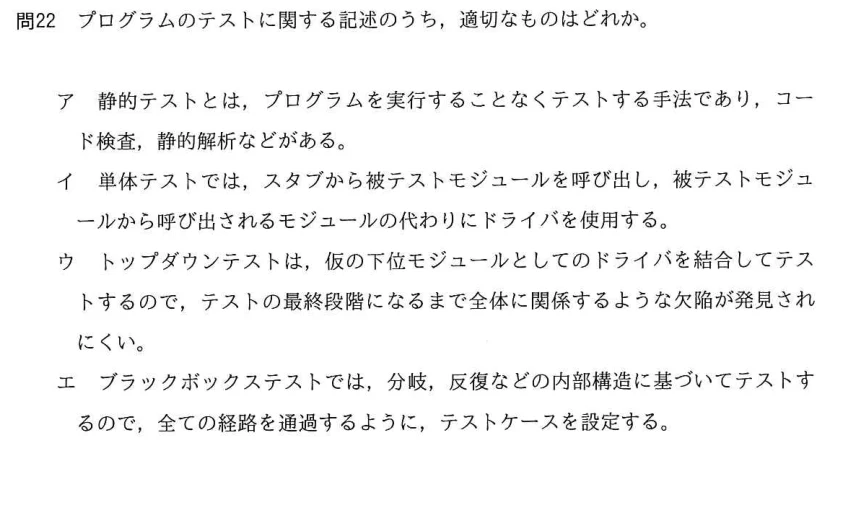 問22　プログラムのテストに関する記述のうち，適切なものはどれか。
ア　静的テストとは，プログラムを実行することなくテストする手法であり，コー
ド検査，静的解析などがある。
イ　単体テストでは，スタブから被テストモジュールを呼び出し，被テストモジュ
ールから呼び出されるモジュールの代わりにドライバを使用する。
ウ　トップダウンテストは，仮の下位モジュールとしてのドライバを結合してテス
トするので，テストの最終段階になるまで全体に関係するような欠陥が発見され
にくい。
エ　ブラックボックステストでは，分岐，反復などの内部構造に基づいてテストす
るので，全ての経路を通過するように，テストケースを設定する。